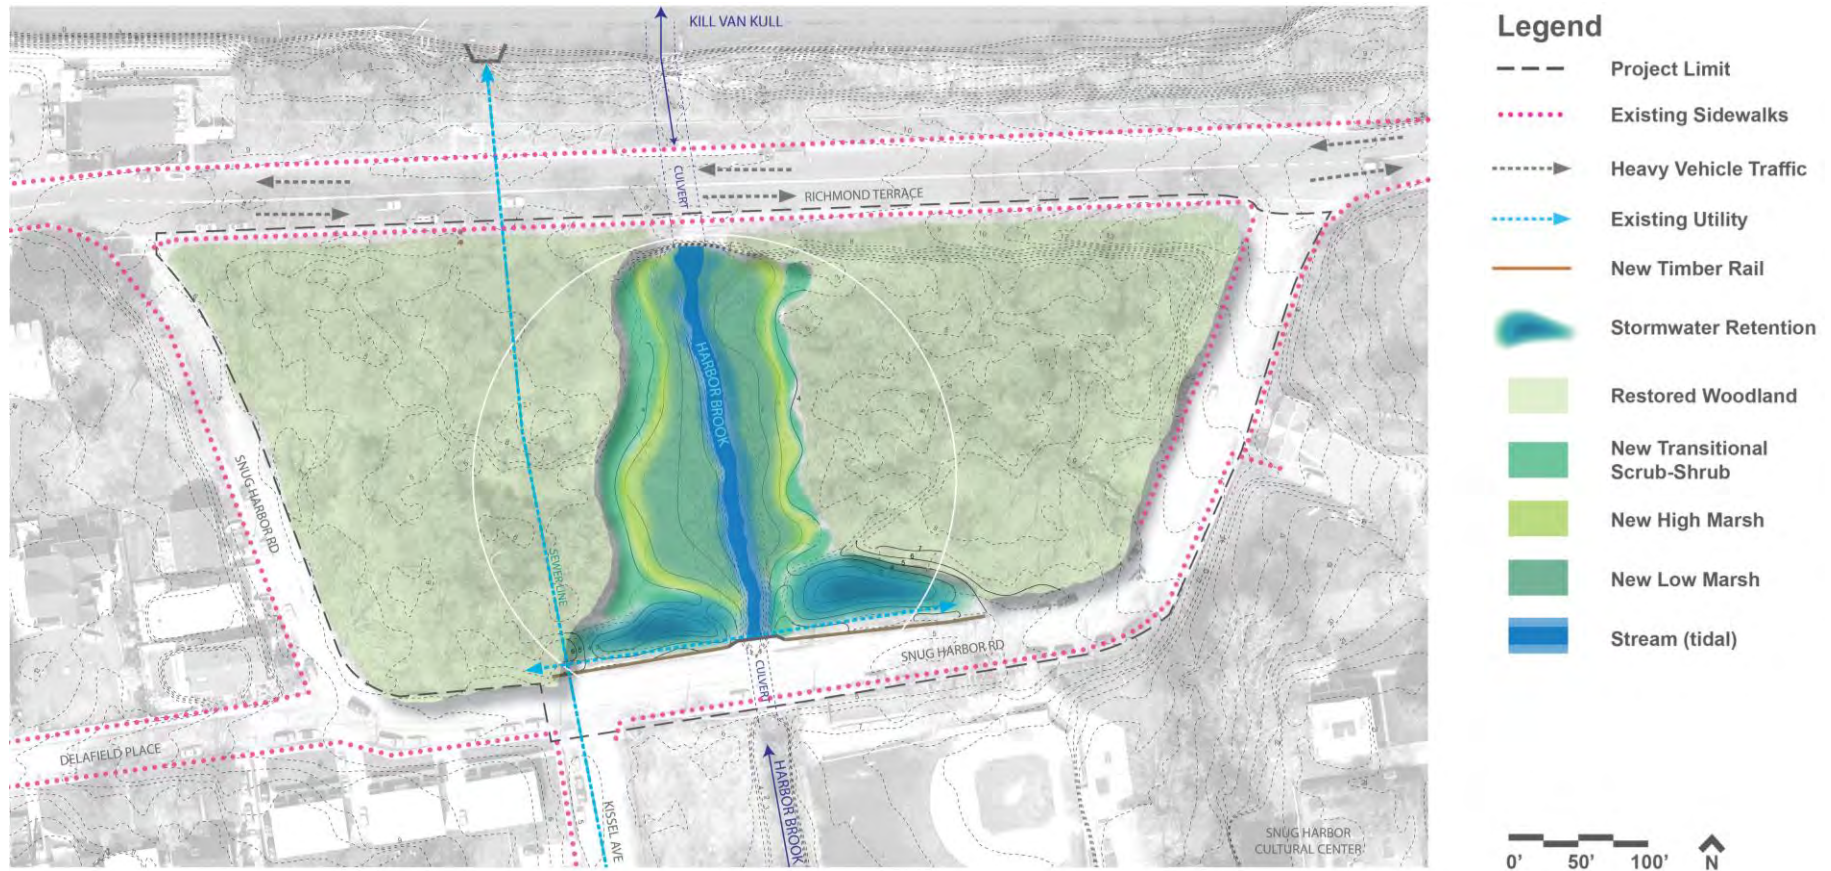 KILL VAN KULL
CULVERT
RICHMOND TERRACE
HARBOR BROOK
SNUG HARBOR RD
SEWER LINE
SNUG HARBOR RD
CULVERT
DELAFIELD PLACE
KISSEL AVE
HARBOR BROOK
SNUG HARBOR
CULTURAL CENTER
Legend
Project Limit
Existing Sidewalks
Heavy Vehicle Traffic
Existing Utility
New Timber Rail
Stormwater Retention
Restored Woodland
New Transitional
Scrub-Shrub
New High Marsh
New Low Marsh
Stream (tidal)
0' 50' 100' N